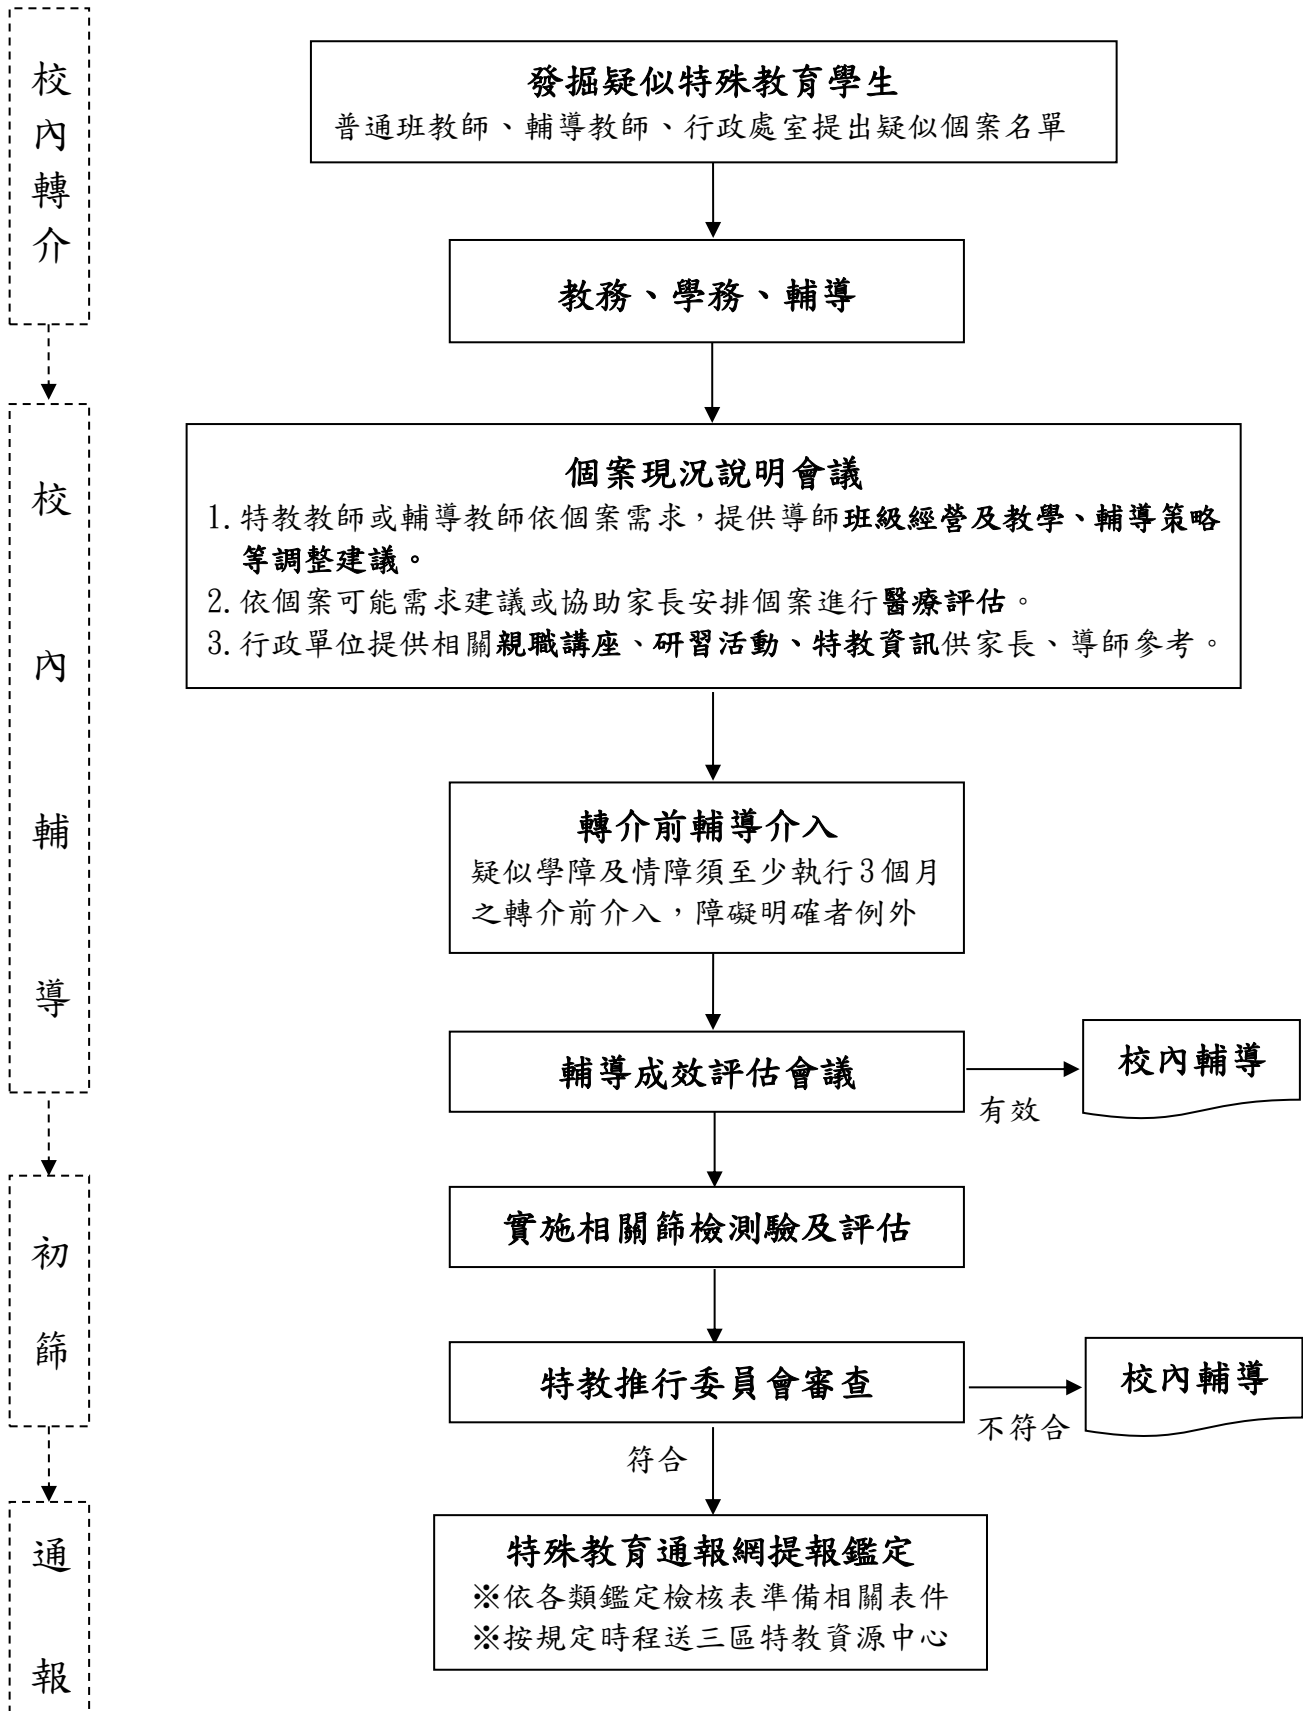 校內轉介
發掘疑似特殊教育學生
普通班教師、輔導教師、行政處室提出疑似個案名單
教務、學務、輔導
校內輔導
個案現況說明會議
1.特教教師或輔導教師依個案需求,提供導師班級經營及教學、輔導策略
等調整建議。
2.依個案可能需求建議或協助家長安排個案進行醫療評估。
3.行政單位提供相關親職講座、研習活動、特教資訊供家長、導師參考。
轉介前輔導介入
疑似學障及情障須至少執行3個月
之轉介前介入,障礙明確者例外
輔導成效評估會議
有效
校內輔導
初篩
實施相關篩檢測驗及評估
特教推行委員會審查
不符合
校內輔導
符合
通報
特殊教育通報網提報鑑定
※依各類鑑定檢核表準備相關表件
※按規定時程送三區特教資源中心